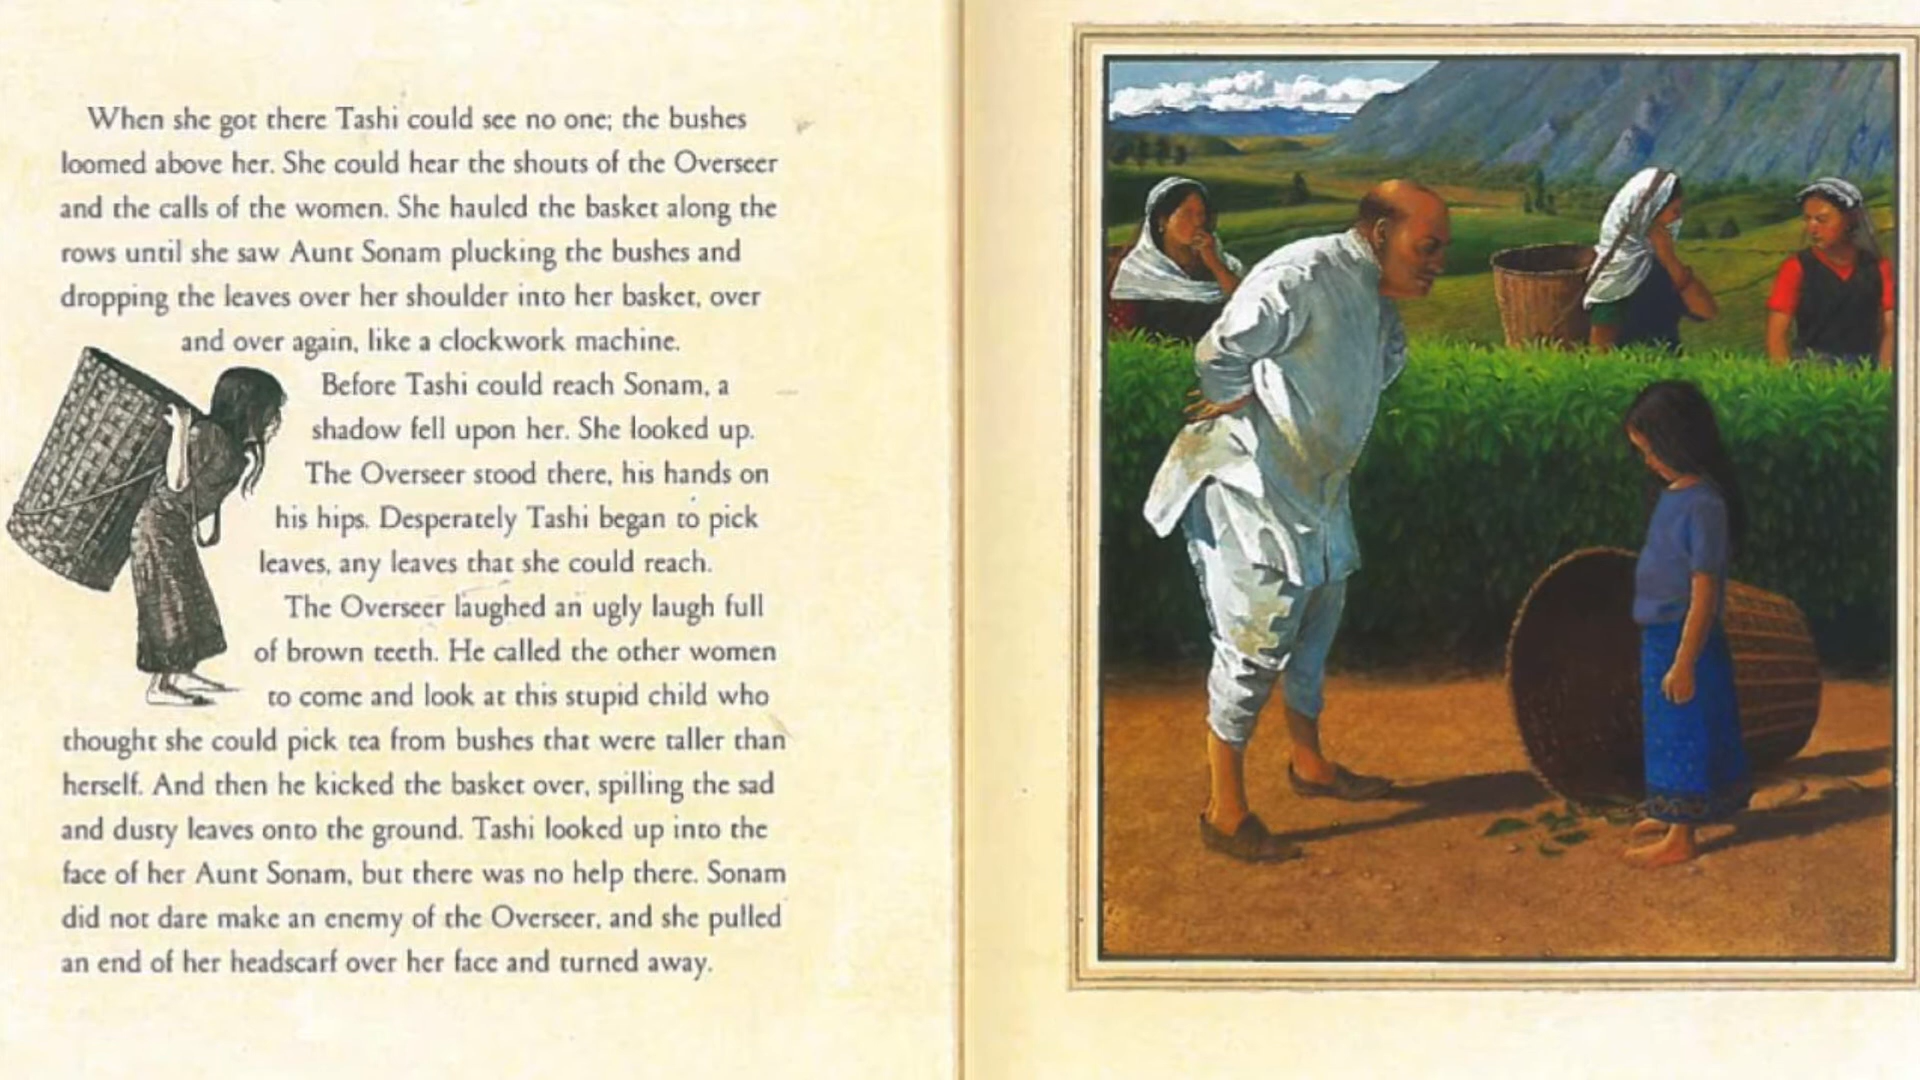 When she got there Tashi could see no one; the bushes
loomed above her. She could hear the shouts of the Overseer
and the calls of the women. She hauled the basket along the
rows until she saw Aunt Sonam plucking the bushes and
dropping the leaves over her shoulder into her basket, over
and over again, like a clockwork machine.
Before Tashi could reach Sonam, a
shadow fell upon her. She looked up.
The Overseer stood there, his hands on
his hips. Desperately Tashi began to pick
leaves, any leaves that she could reach.
The Overseer laughed an ugly laugh full
of brown teeth. He called the other women
to come and look at this stupid child who
thought she could pick tea from bushes that were taller than
herself. And then he kicked the basket over, spilling the sad
and dusty leaves onto the ground. Tashi looked up into the
face of her Aunt Sonam, but there was no help there. Sonam
did not dare make an enemy of the Overseer, and she pulled
an end of her headscarf over her face and turned away.